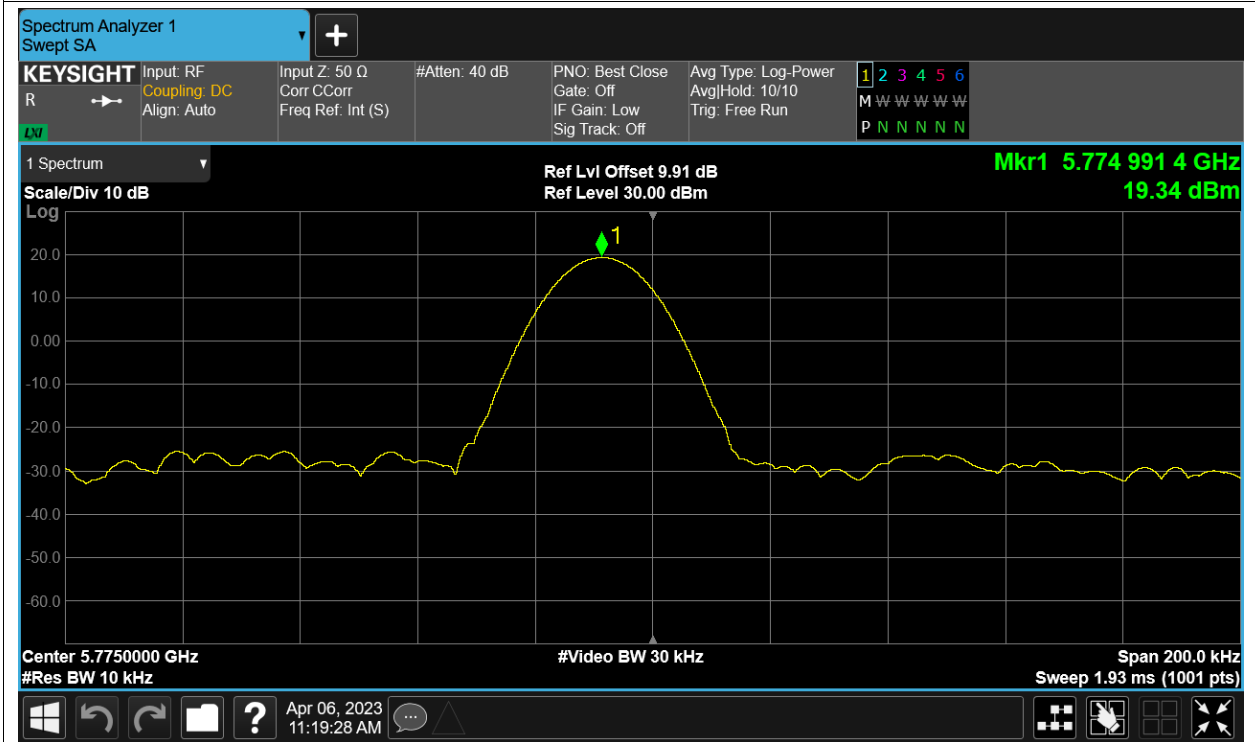 Spectrum Analyzer 1
Swept SA
+
KEYSIGHT
R
LXI
Input: RF
Coupling: DC
Align: Auto
Input Z: 50 Ω
Corr CCorr
Freq Ref: Int (S)
#Atten: 40 dB
PNO: Best Close
Gate: Off
IF Gain: Low
Sig Track: Off
Avg Type: Log-Power
Avg|Hold: 10/10
Trig: Free Run
1 2 3 4 5 6
M W W W W W
P N N N N N
1 Spectrum
Scale/Div 10 dB
Log
Ref Lvl Offset 9.91 dB
Ref Level 30.00 dBm
Mkr1 5.774 991 4 GHz
19.34 dBm
1
20.0
10.0
0.00
-10.0
-20.0
-30.0
-40.0
-50.0
-60.0
Center 5.7750000 GHz
#Res BW 10 kHz
#Video BW 30 kHz
Span 200.0 kHz
Sweep 1.93 ms (1001 pts)
?
Apr 06, 2023
11:19:28 AM